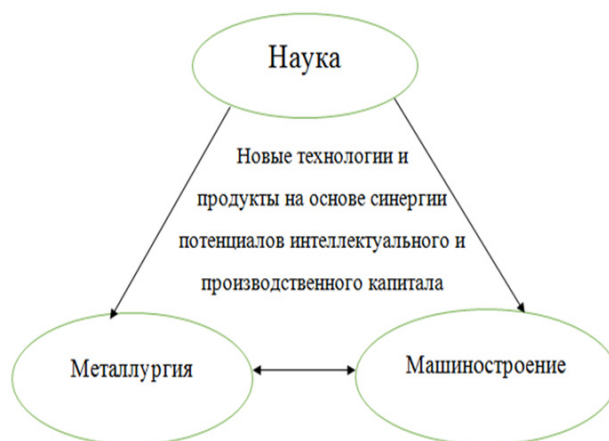 Наука
Новые технологии и
продукты на основе синергии
потенциалов интеллектуального и
производственного капитала
Металлургия
Машиностроение